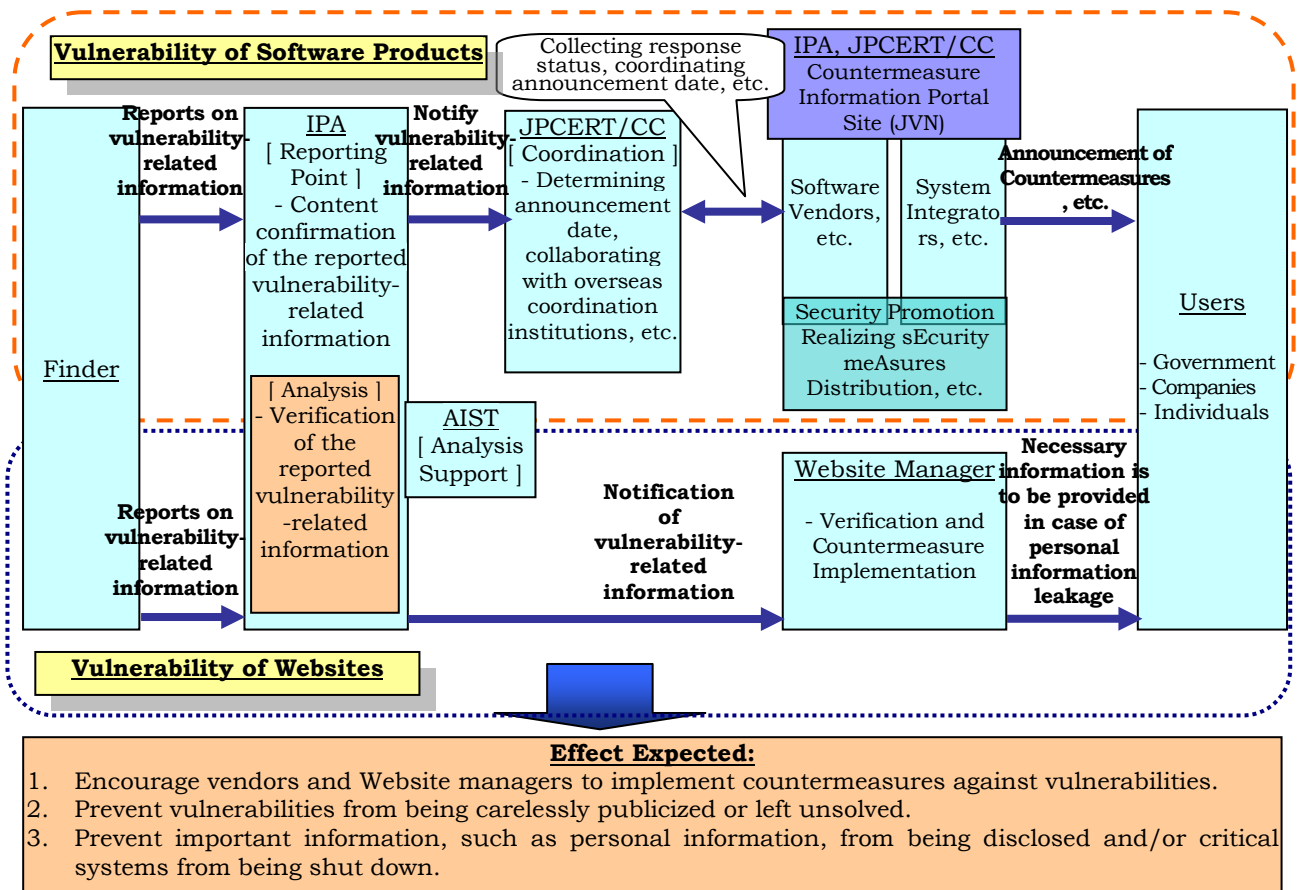 Vulnerability of Software Products
Collecting response
status, coordinating
announcement date, etc.
IPA, JPCERT/CC
Countermeasure
Information Portal
Site (JVN)
Finder
Reports on
vulnerability-
related
information
IPA
[ Reporting
Point ]
- Content
confirmation
of the reported
vulnerability-
related
information
Notify
vulnerability-
related
information
JPCERT/CC
[ Coordination ]
- Determining
announcement
date,
collaborating
with overseas
coordination
institutions, etc.
Software
Vendors,
etc.
System
Integrato
rs, etc.
Security Promotion
Realizing sEcurity
meAsures
Distribution, etc.
Announcement of
Countermeasures
, etc.
Users
- Government
- Companies
- Individuals
[ Analysis ]
- Verification
of the
reported
vulnerability
-related
information
AIST
[ Analysis
Support ]
Reports on
vulnerability-
related
information
Notification
of
vulnerability-
related
information
Website Manager
- Verification and
Countermeasure
Implementation
Necessary
information is
to be provided
in case of
personal
information
leakage
Vulnerability of Websites
Effect Expected:
1. Encourage vendors and Website managers to implement countermeasures against vulnerabilities.
2. Prevent vulnerabilities from being carelessly publicized or left unsolved.
3. Prevent important information, such as personal information, from being disclosed and/or critical
systems from being shut down.